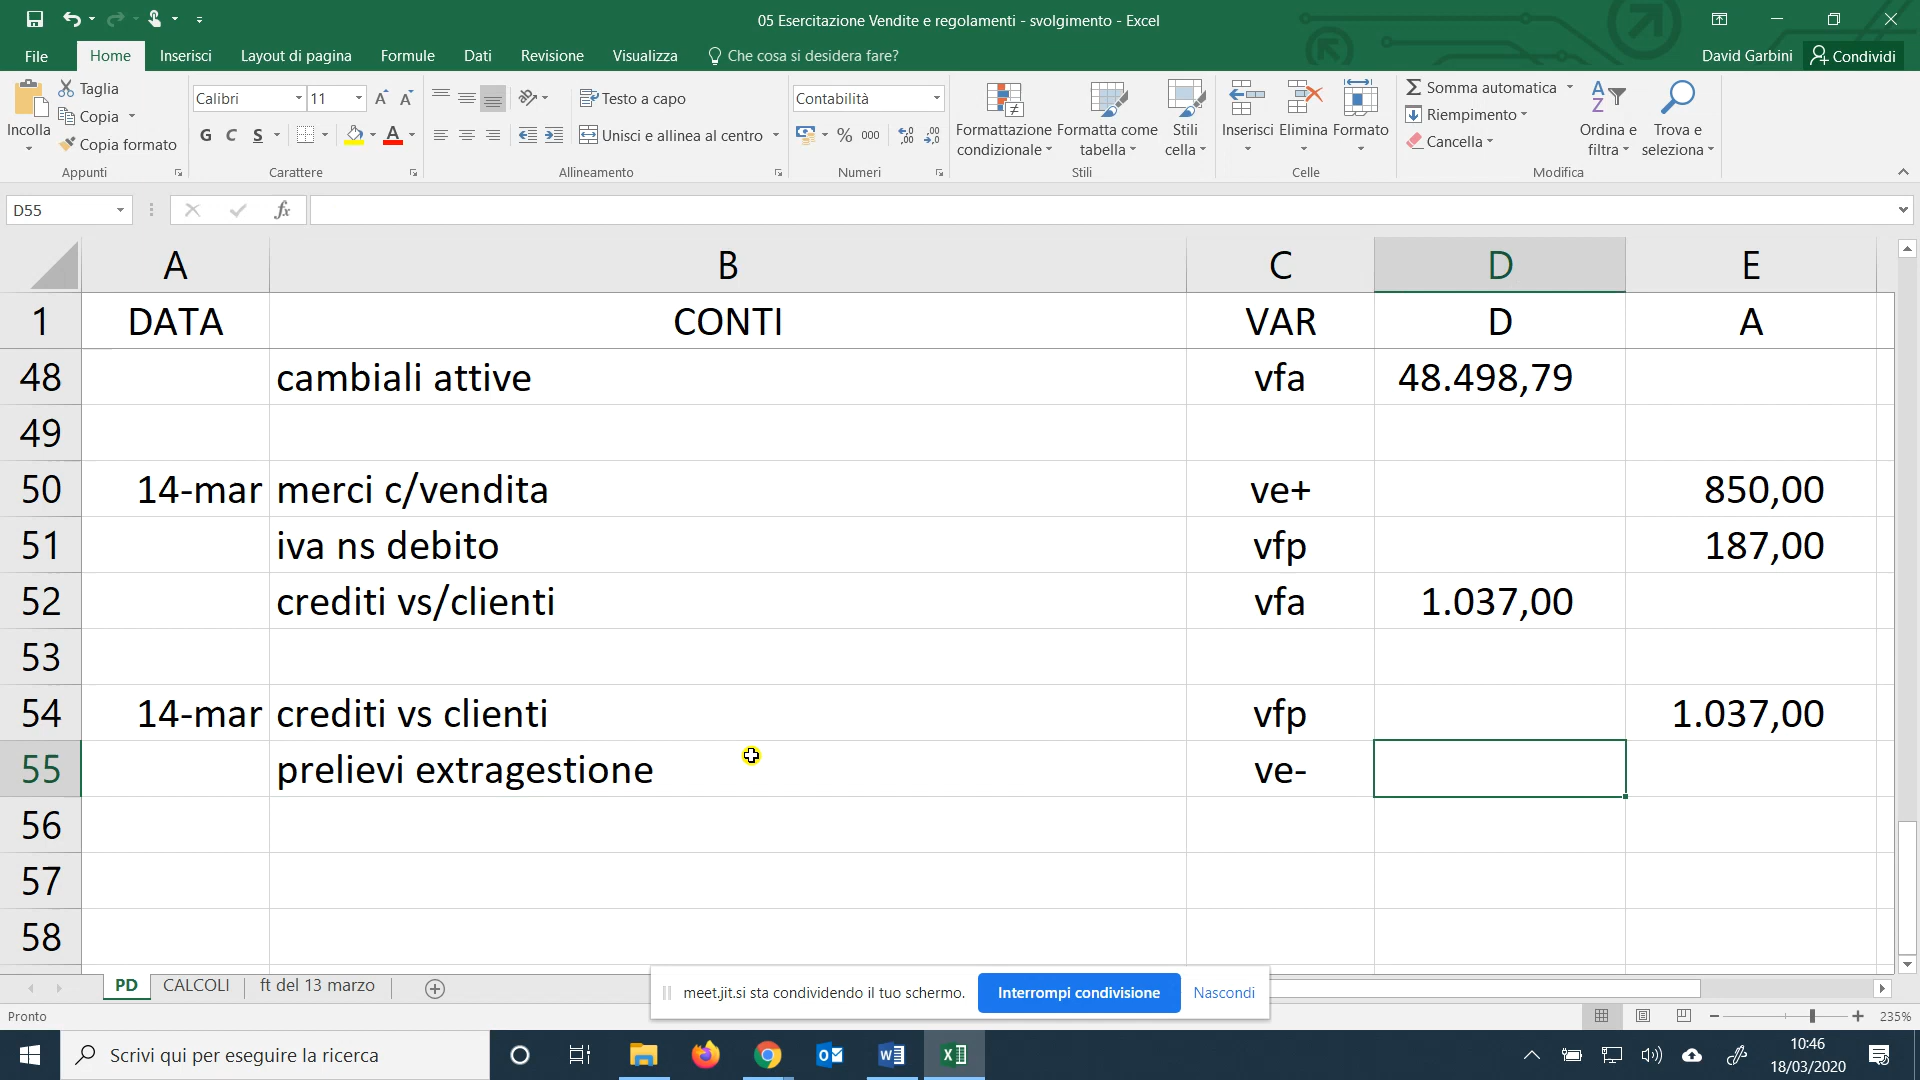 05 Esercitazione Vendite e regolamenti - svolgimento - Excel
File Home Inserisci Layout di pagina Formule Dati Revisione Visualizza Che cosa si desidera fare? David Garbini Condividi
Incolla
Taglia
Copia
Copia formato
Appunti
Calibri 11
G C S
Carattere
Testo a capo
Unisci e allinea al centro
Allineamento
Contabilità
% 000
Numeri
Formattazione condizionale
Formatta come tabella
Stili cella
Stili
Inserisci Elimina Formato
Celle
Somma automatica
Riempimento
Cancella
Ordina e filtra
Trova e seleziona
Modifica
D55 fx
A B C D E
1 DATA CONTI VAR D A
48 cambiali attive vfa 48.498,79
49
50 14-mar merci c/vendita ve+ 850,00
51 iva ns debito vfp 187,00
52 crediti vs/clienti vfa 1.037,00
53
54 14-mar crediti vs clienti vfp 1.037,00
55 prelievi extragestione ve-
56
57
58
PD CALCOLI ft del 13 marzo
meet.jit.si sta condividendo il tuo schermo. Interrompi condivisione Nascondi
Pronto 235%
Scrivi qui per eseguire la ricerca
10:46
18/03/2020